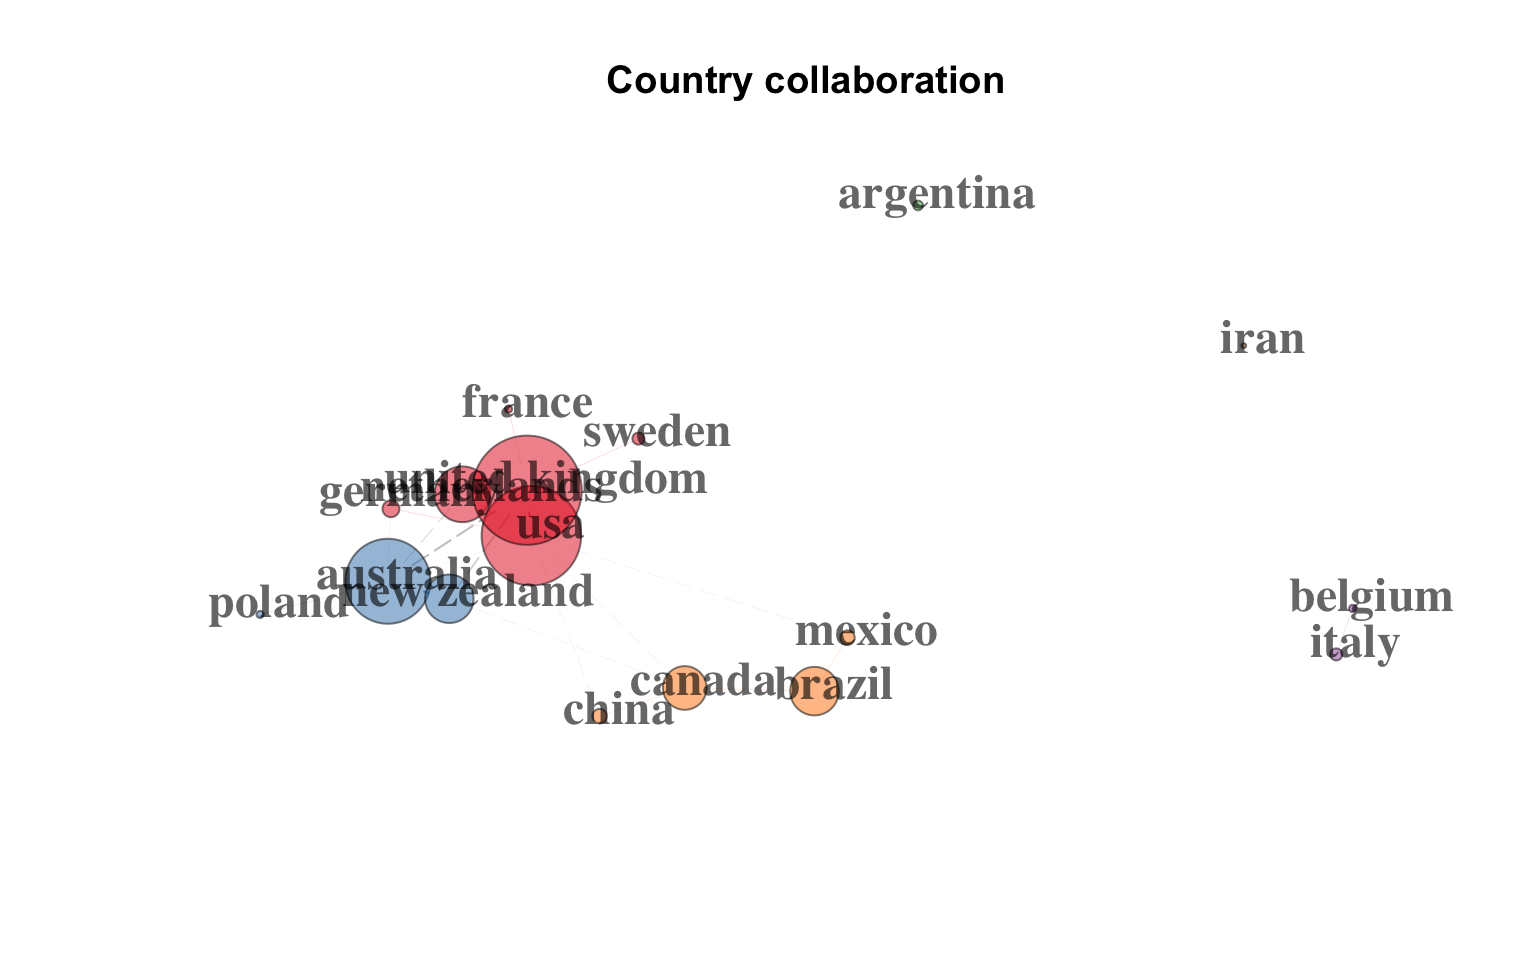 Country collaboration
argentina
iran
france
sweden
united kingdom
germany
netherlands
usa
australia
new zealand
poland
belgium
mexico
italy
canada
brazil
china